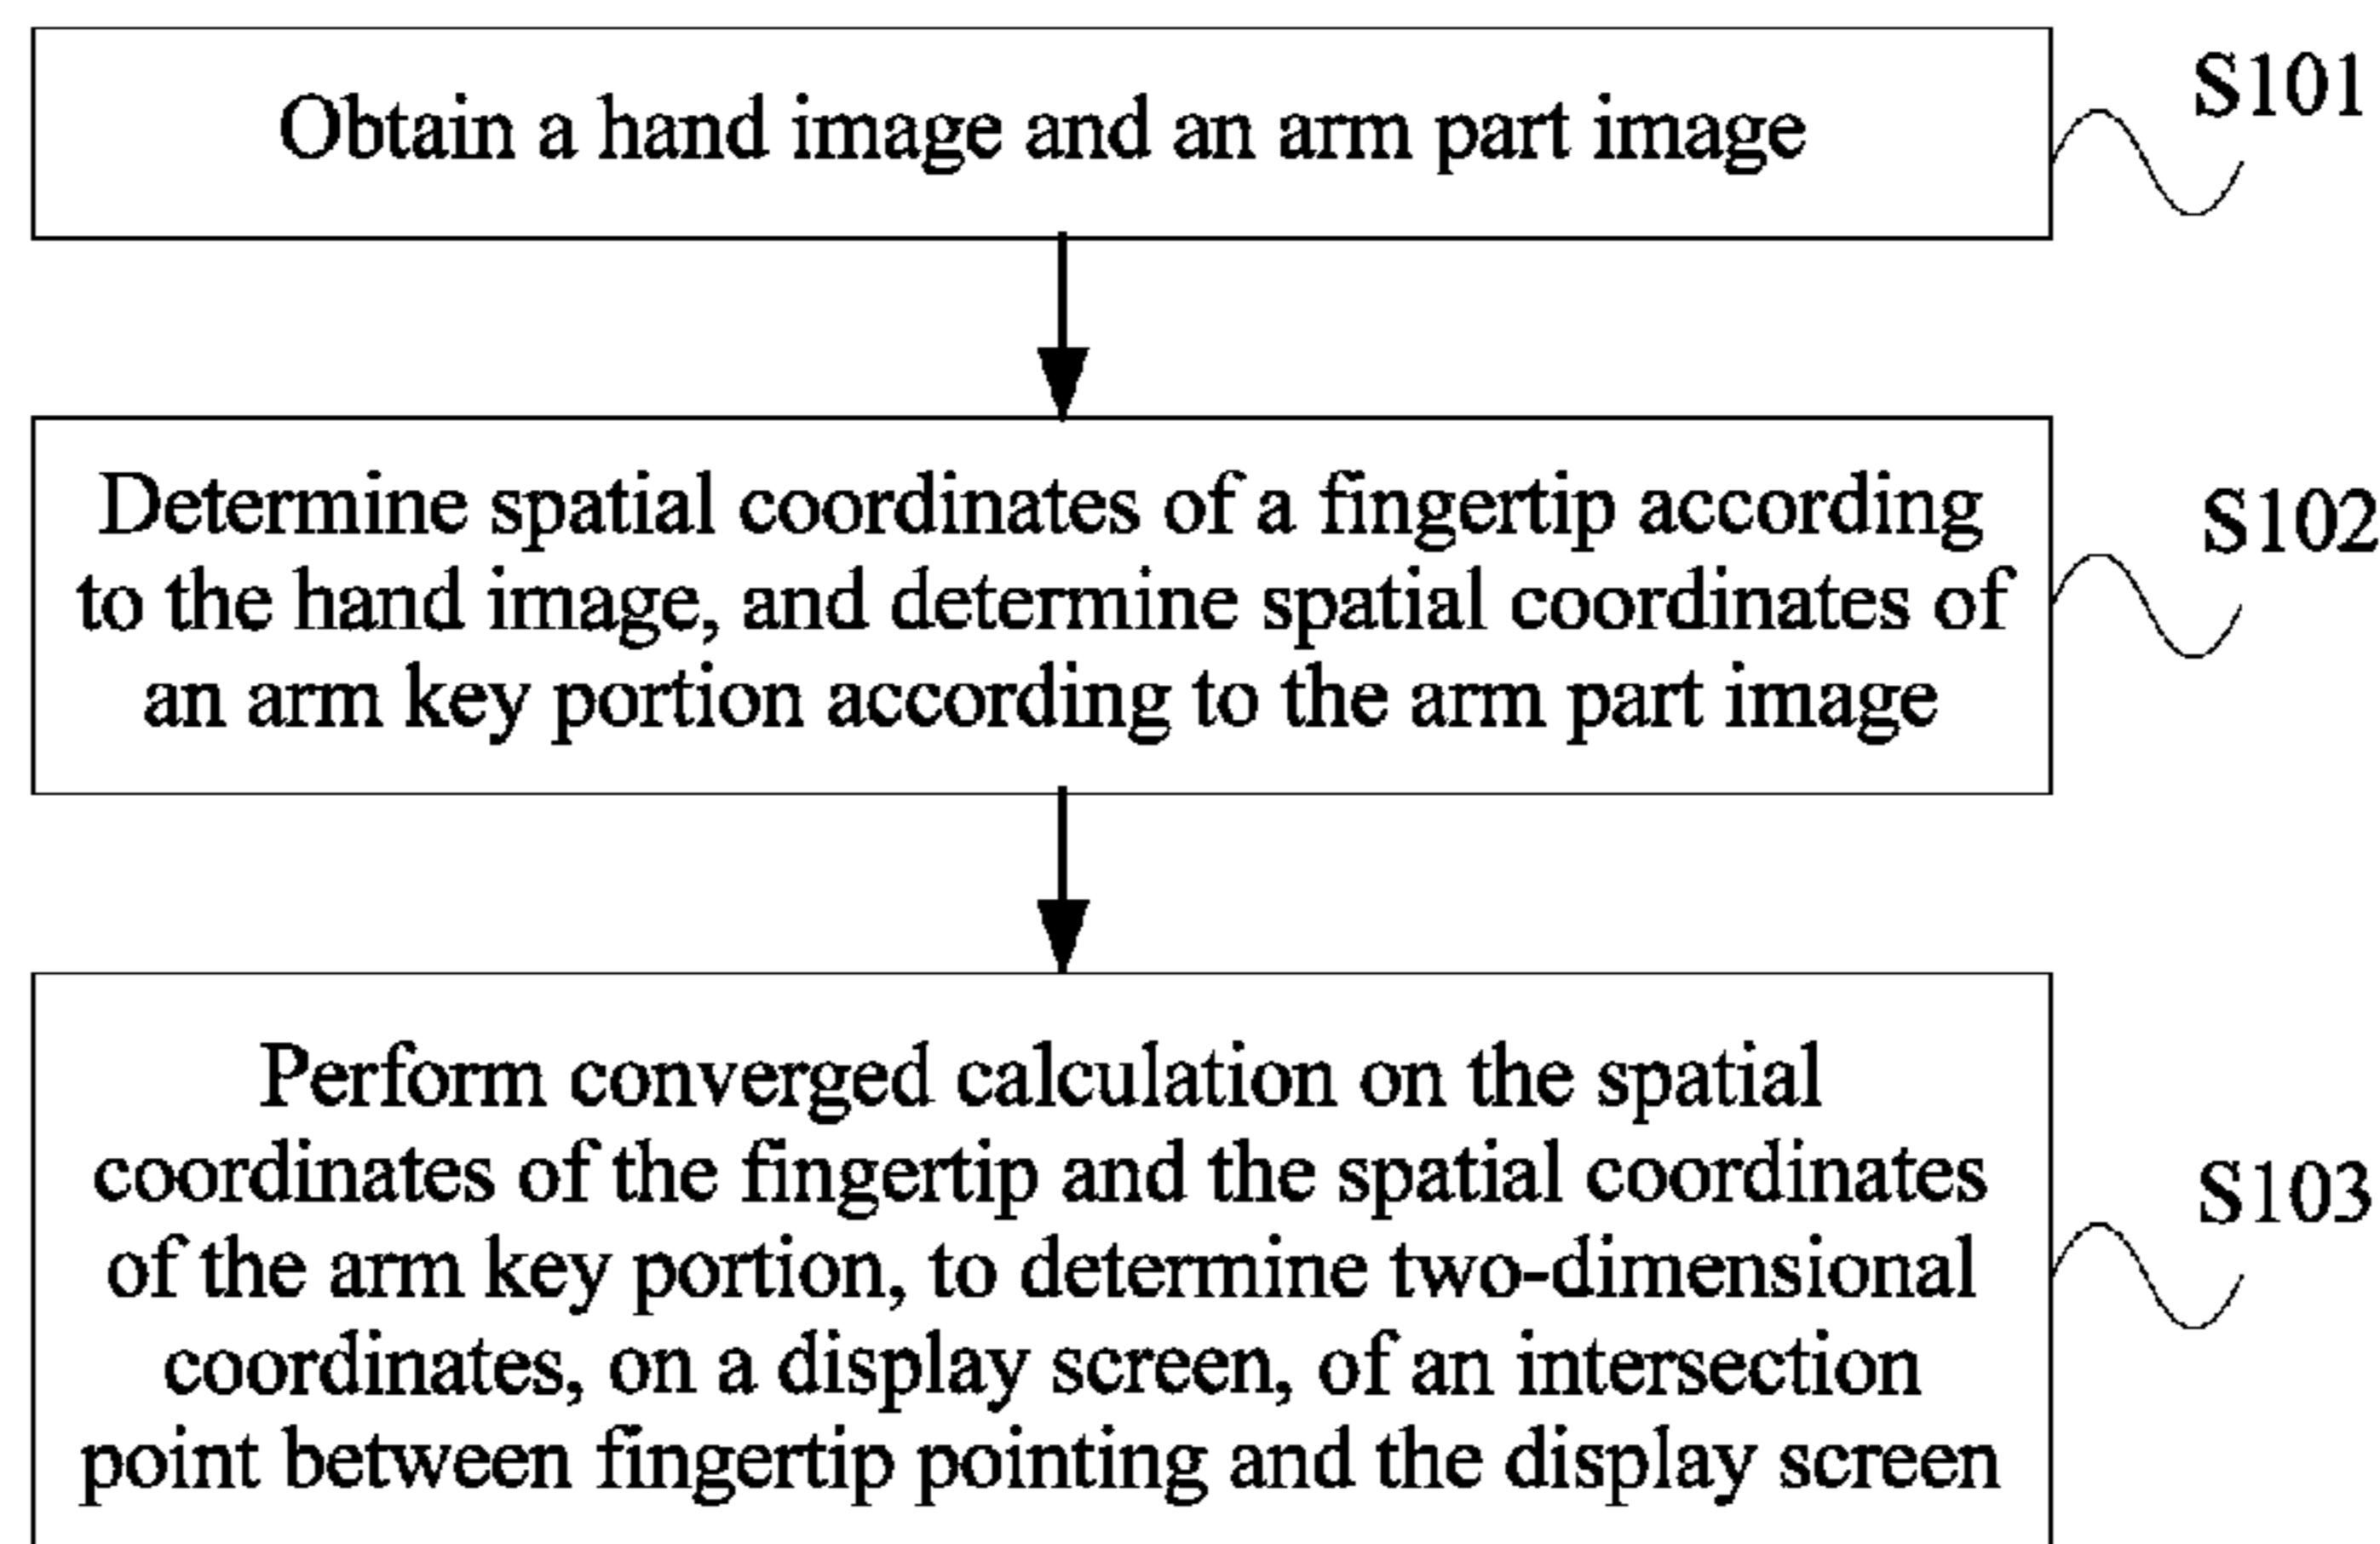 Obtain a hand image and an arm part image
S101
Determine spatial coordinates of a fingertip according
to the hand image, and determine spatial coordinates of
an arm key portion according to the arm part image
S102
Perform converged calculation on the spatial
coordinates of the fingertip and the spatial coordinates
of the arm key portion, to determine two-dimensional
coordinates, on a display screen, of an intersection
point between fingertip pointing and the display screen
S103